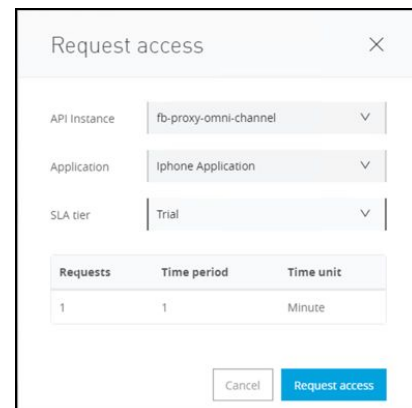 Request access
API Instance fb-proxy-omni-channel
Application Iphone Application
SLA tier Trial
Requests Time period Time unit
1 1 Minute
Cancel Request access